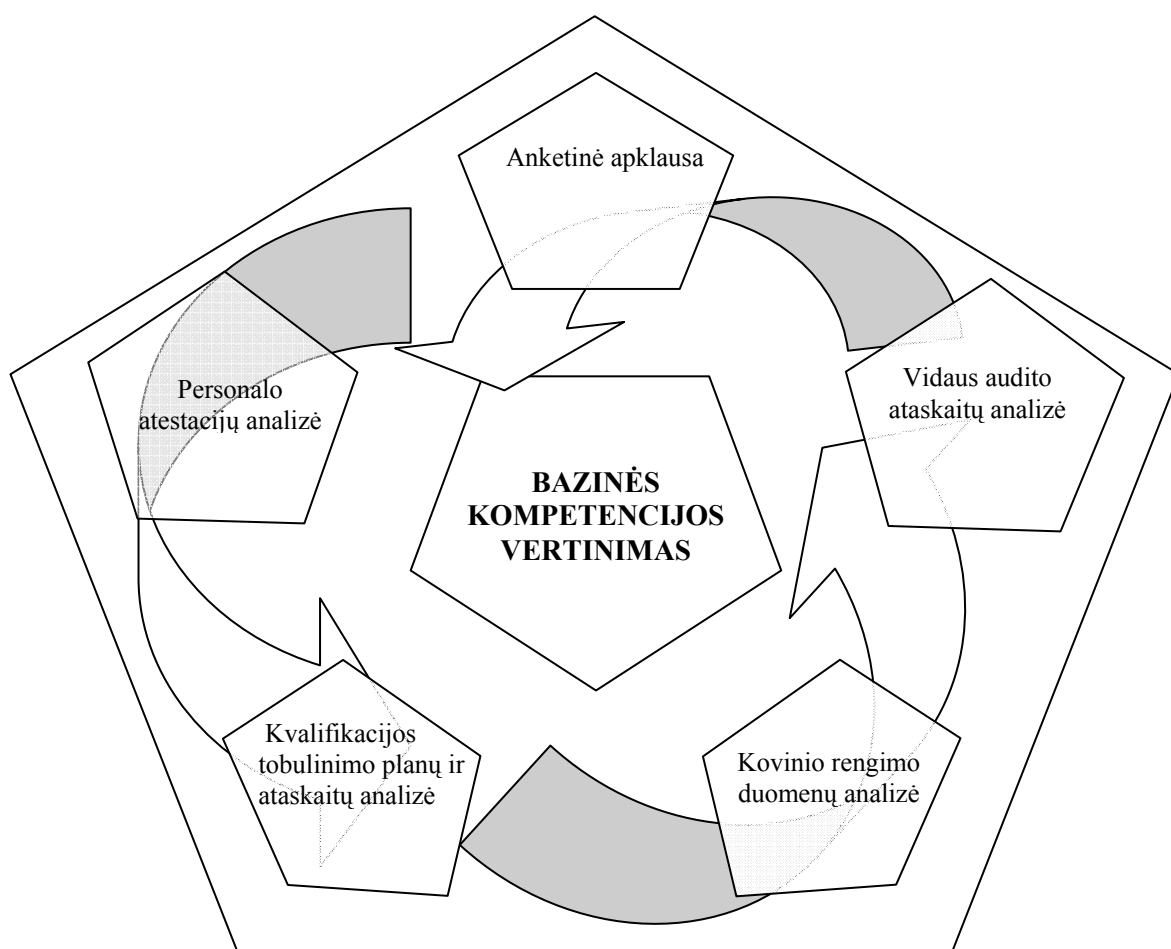 Anketinė apklausa
Personalo
atestacijų analizė
Vidaus audito
ataskaitų analizė
BAZINĖS
KOMPETENCIJOS
VERTINIMAS
Kvalifikacijos
tobulinimo planų ir
ataskaitų analizė
Kovinio rengimo
duomenų analizė